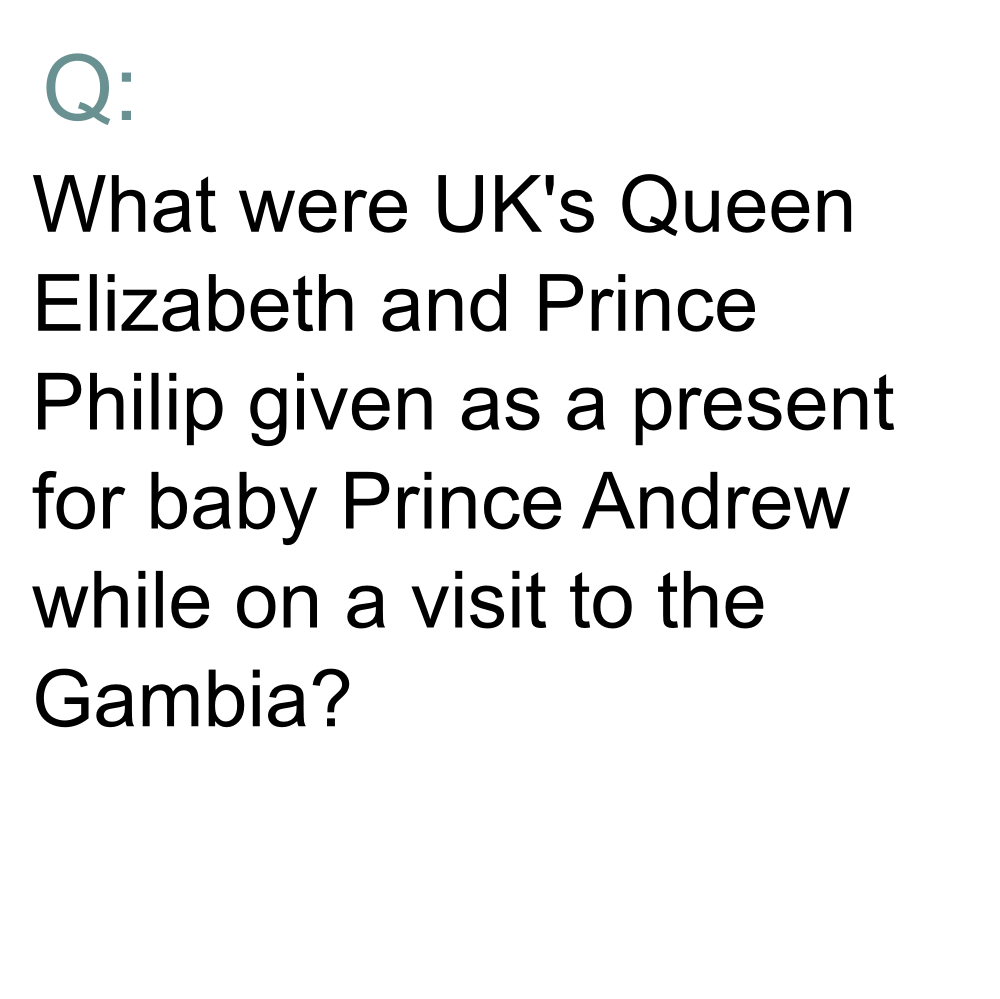 Q:
What were UK's Queen
Elizabeth and Prince
Philip given as a present
for baby Prince Andrew
while on a visit to the
Gambia?